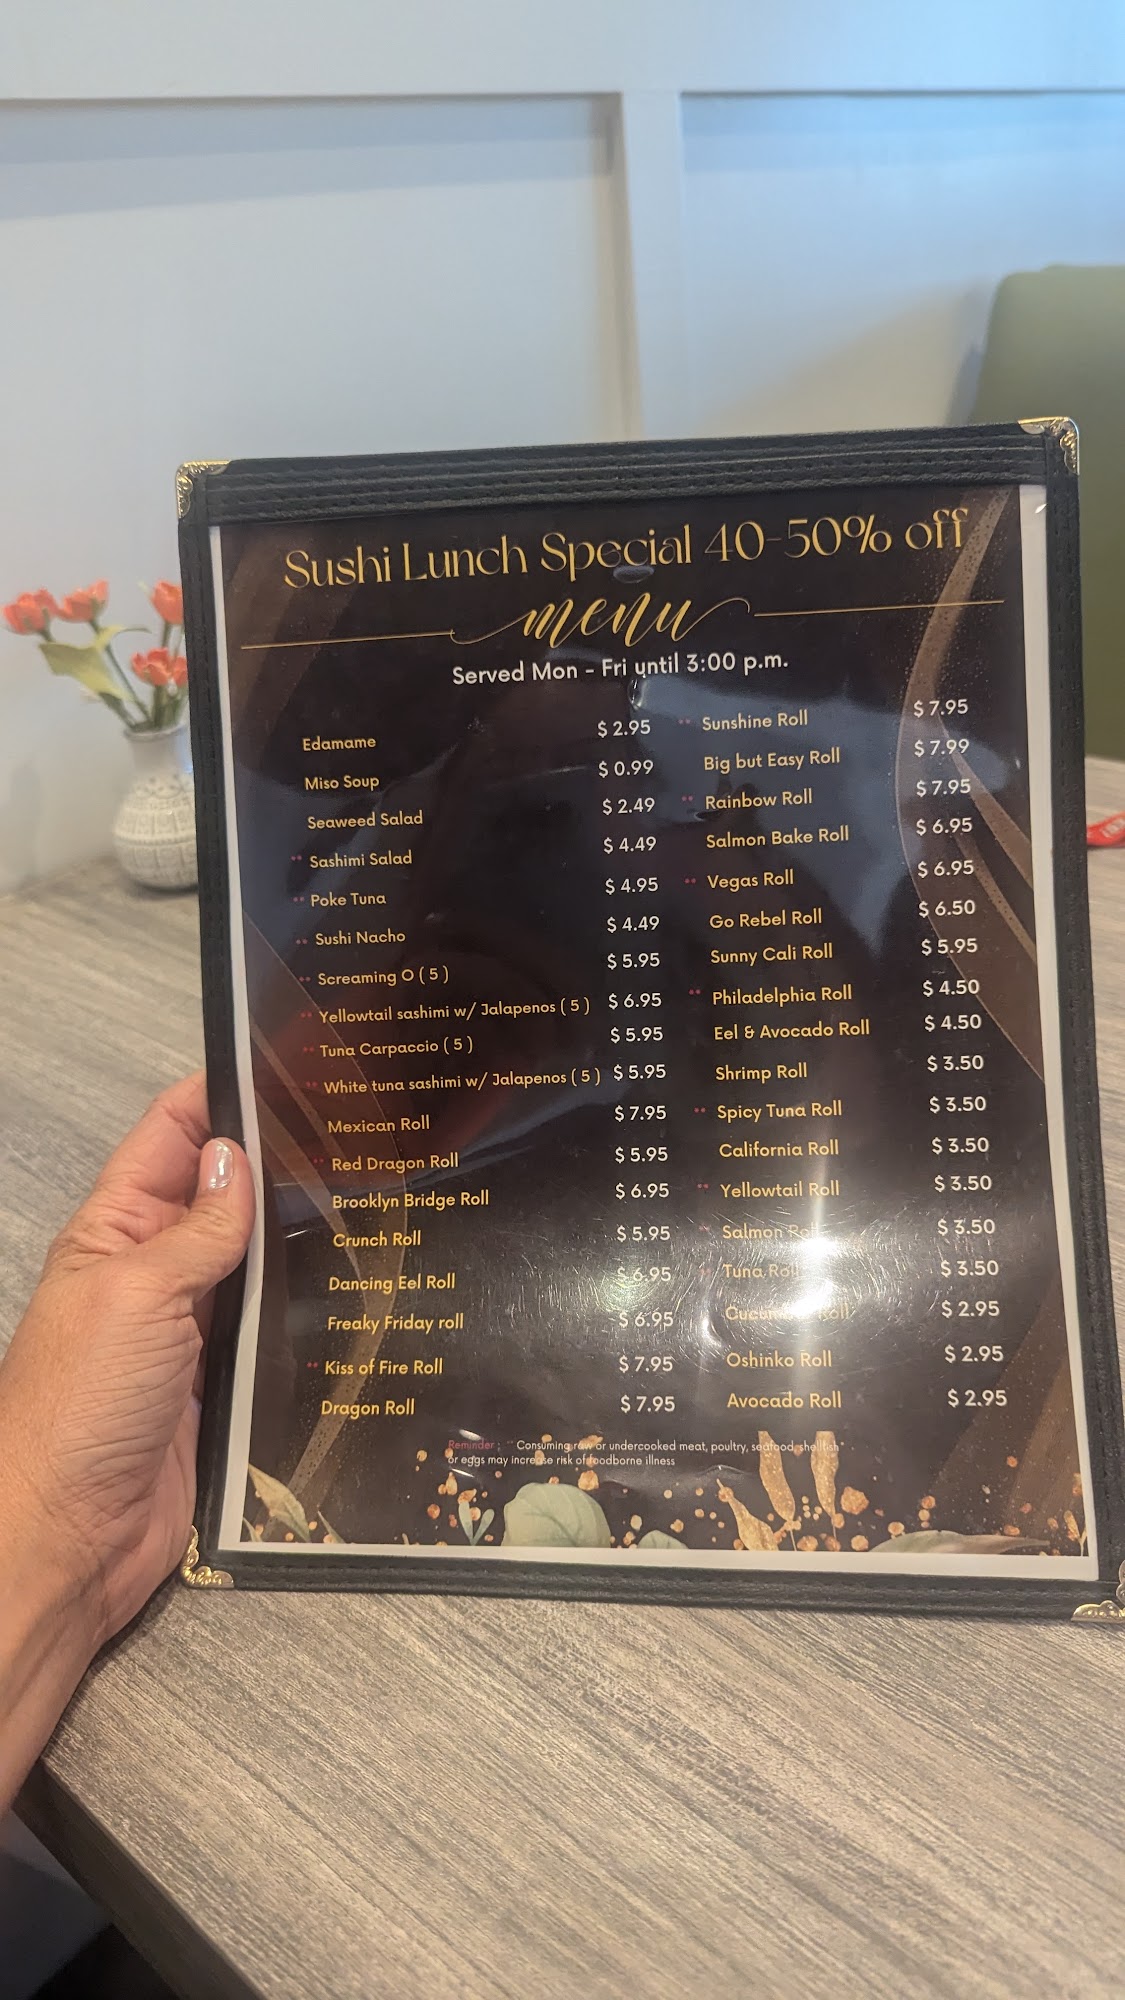 Sushi Lunch Special 40-50% off
menu
Served Mon - Fri until 3:00 p.m.
Edamame $ 2.95
Miso Soup $ 0.99
Seaweed Salad $ 2.49
** Sashimi Salad $ 4.49
** Poke Tuna $ 4.95
** Sushi Nacho $ 4.49
** Screaming O ( 5 ) $ 5.95
** Yellowtail sashimi w/ Jalapenos ( 5 ) $ 6.95
** Tuna Carpaccio ( 5 ) $ 5.95
** White tuna sashimi w/ Jalapenos ( 5 ) $ 5.95
Mexican Roll $ 7.95
** Red Dragon Roll $ 5.95
Brooklyn Bridge Roll $ 6.95
Crunch Roll $ 5.95
Dancing Eel Roll $ 6.95
Freaky Friday roll $ 6.95
** Kiss of Fire Roll $ 7.95
Dragon Roll $ 7.95
** Sunshine Roll $ 7.95
Big but Easy Roll $ 7.99
** Rainbow Roll $ 7.95
Salmon Bake Roll $ 6.95
** Vegas Roll $ 6.95
Go Rebel Roll $ 6.50
Sunny Cali Roll $ 5.95
** Philadelphia Roll $ 4.50
Eel & Avocado Roll $ 4.50
Shrimp Roll $ 3.50
** Spicy Tuna Roll $ 3.50
California Roll $ 3.50
** Yellowtail Roll $ 3.50
** Salmon Roll $ 3.50
** Tuna Roll $ 3.50
Cucumber Roll $ 2.95
Oshinko Roll $ 2.95
Avocado Roll $ 2.95
Reminder : ** Consuming raw or undercooked meat, poultry, seafood, shellfish
or eggs may increase risk of foodborne illness